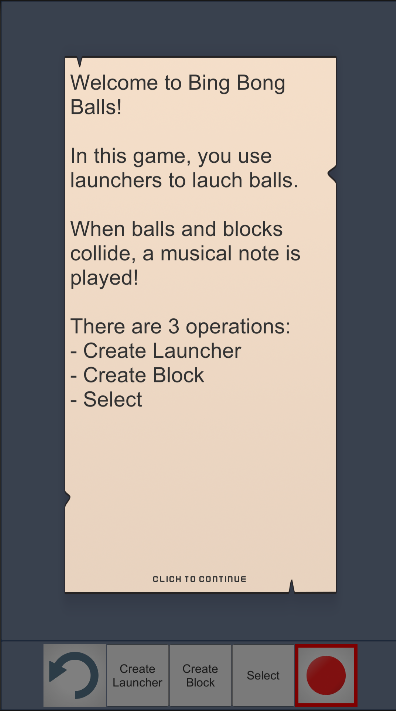 Welcome to Bing Bong
Balls!
In this game, you use
launchers to lauch balls.
When balls and blocks
collide, a musical note is
played!
There are 3 operations:
- Create Launcher
- Create Block
- Select
CLICK TO CONTINUE
Create
Launcher
Create
Block
Select